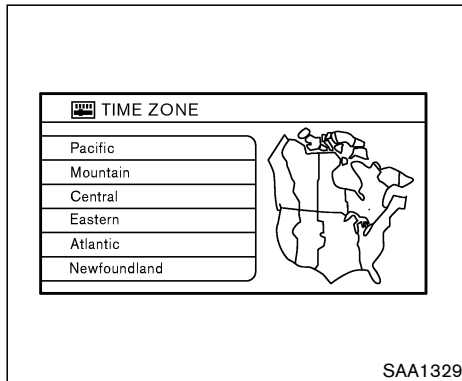 TIME ZONE
Pacific
Mountain
Central
Eastern
Atlantic
Newfoundland
SAA1329